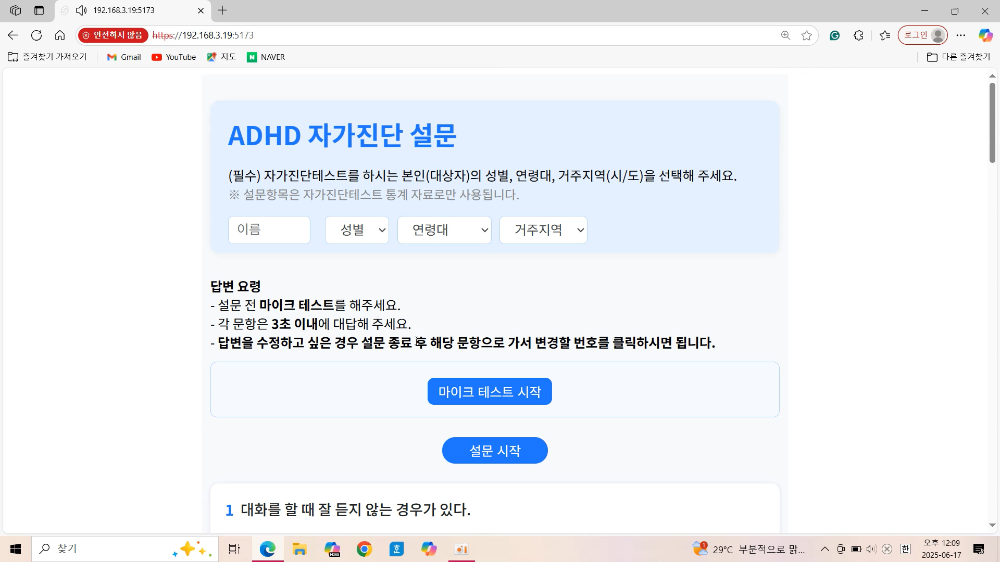 192.168.3.19:5173
안전하지 않음 https://192.168.3.19:5173 로그인
즐겨찾기 가져오기 Gmail YouTube 지도 N NAVER 다른 즐겨찾기
ADHD 자가진단 설문
(필수) 자가진단테스트를 하시는 본인(대상자)의 성별, 연령대, 거주지역(시/도)을 선택해 주세요.
※ 설문항목은 자가진단테스트 통계 자료로만 사용됩니다.
이름 성별 연령대 거주지역
답변 요령
- 설문 전 마이크 테스트를 해주세요.
- 각 문항은 3초 이내에 대답해 주세요.
- 답변을 수정하고 싶은 경우 설문 종료 후 해당 문항으로 가서 변경할 번호를 클릭하시면 됩니다.
마이크 테스트 시작
설문 시작
1 대화를 할 때 잘 듣지 않는 경우가 있다.
찾기 M365 호 1 29°C 부분적으로 맑... 한 오후 12:09
2025-06-17